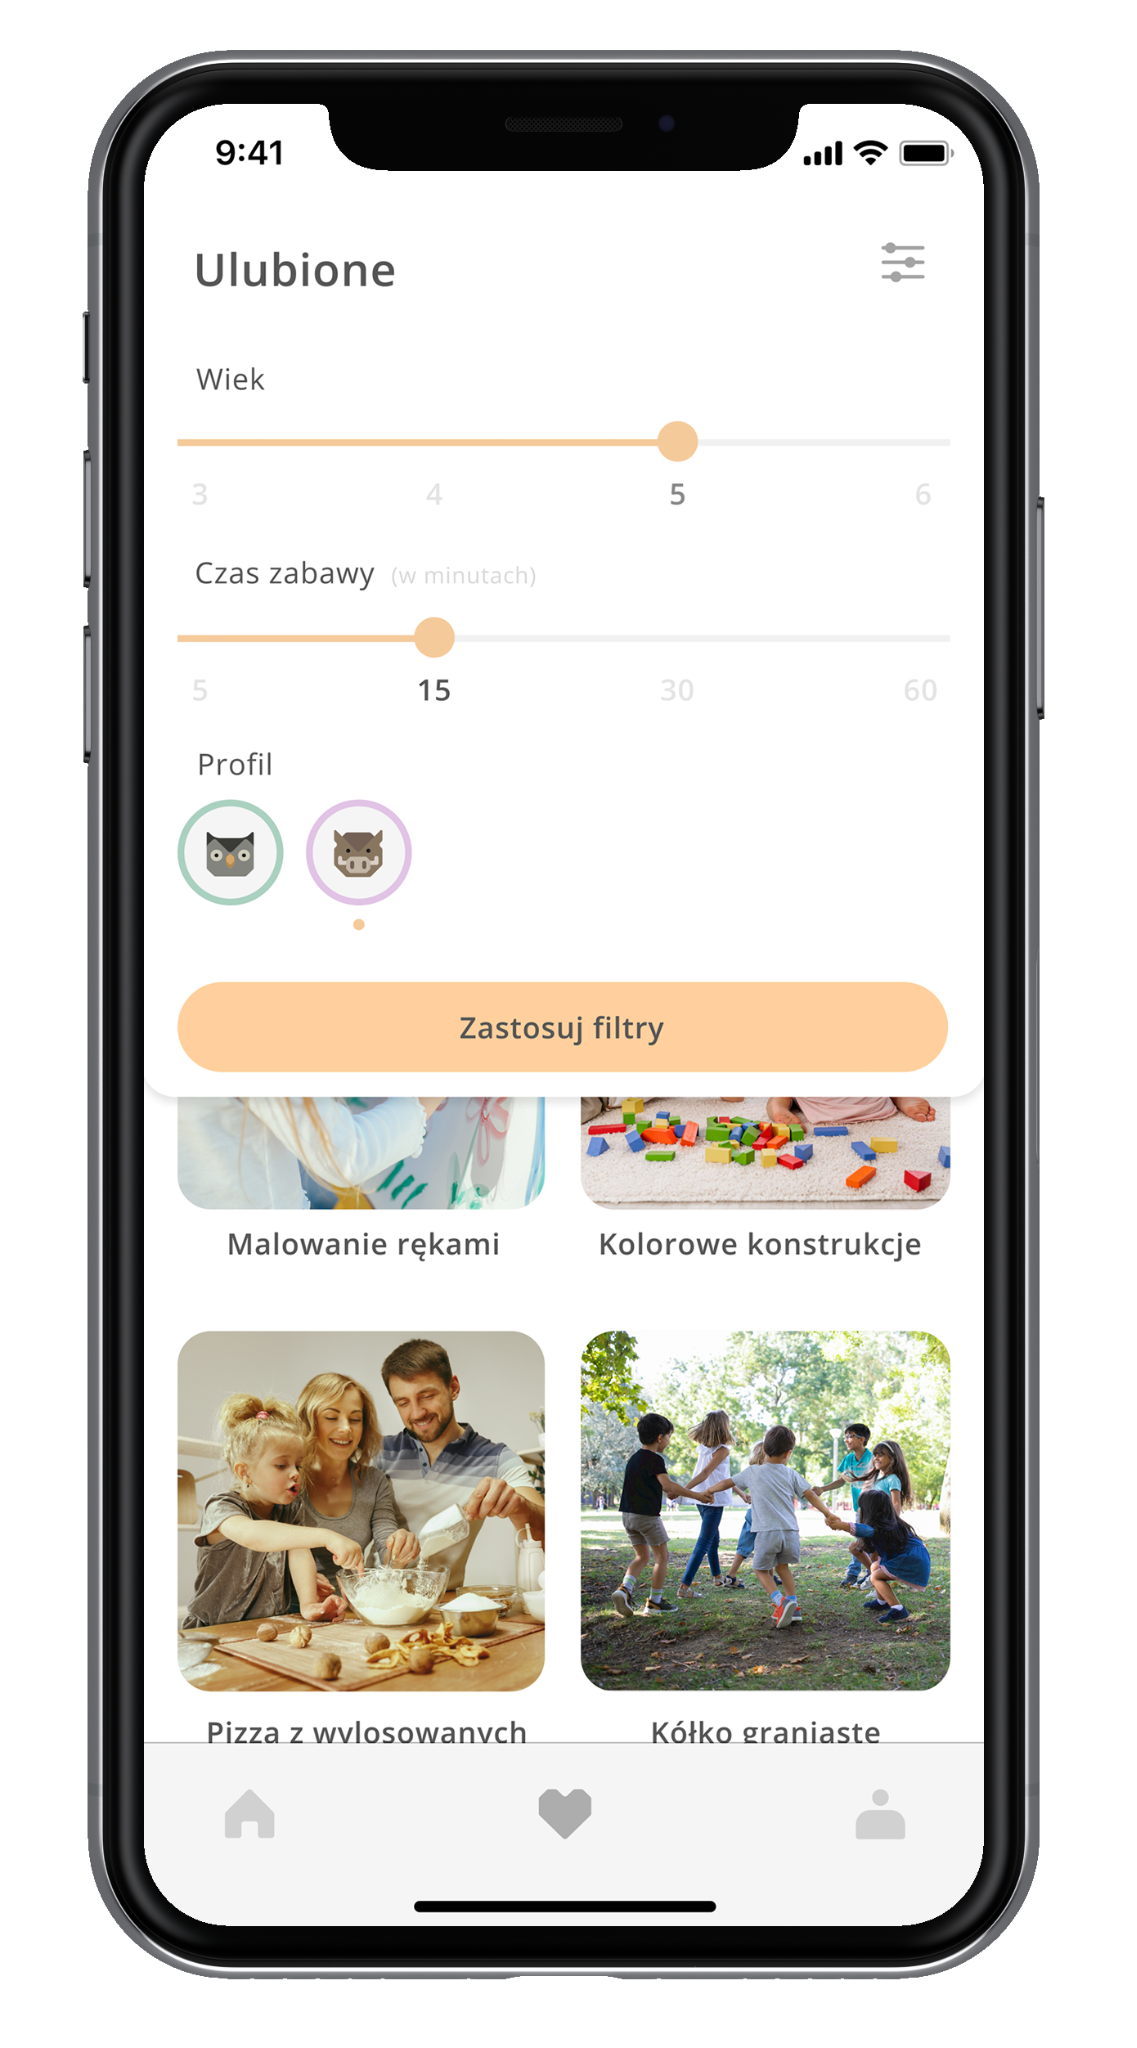 9:41
Ulubione
Wiek
3 4 5 6
Czas zabawy (w minutach)
5 15 30 60
Profil
Zastosuj filtry
Malowanie rękami Kolorowe konstrukcje
Pizza z wylosowanych Kółko graniaste